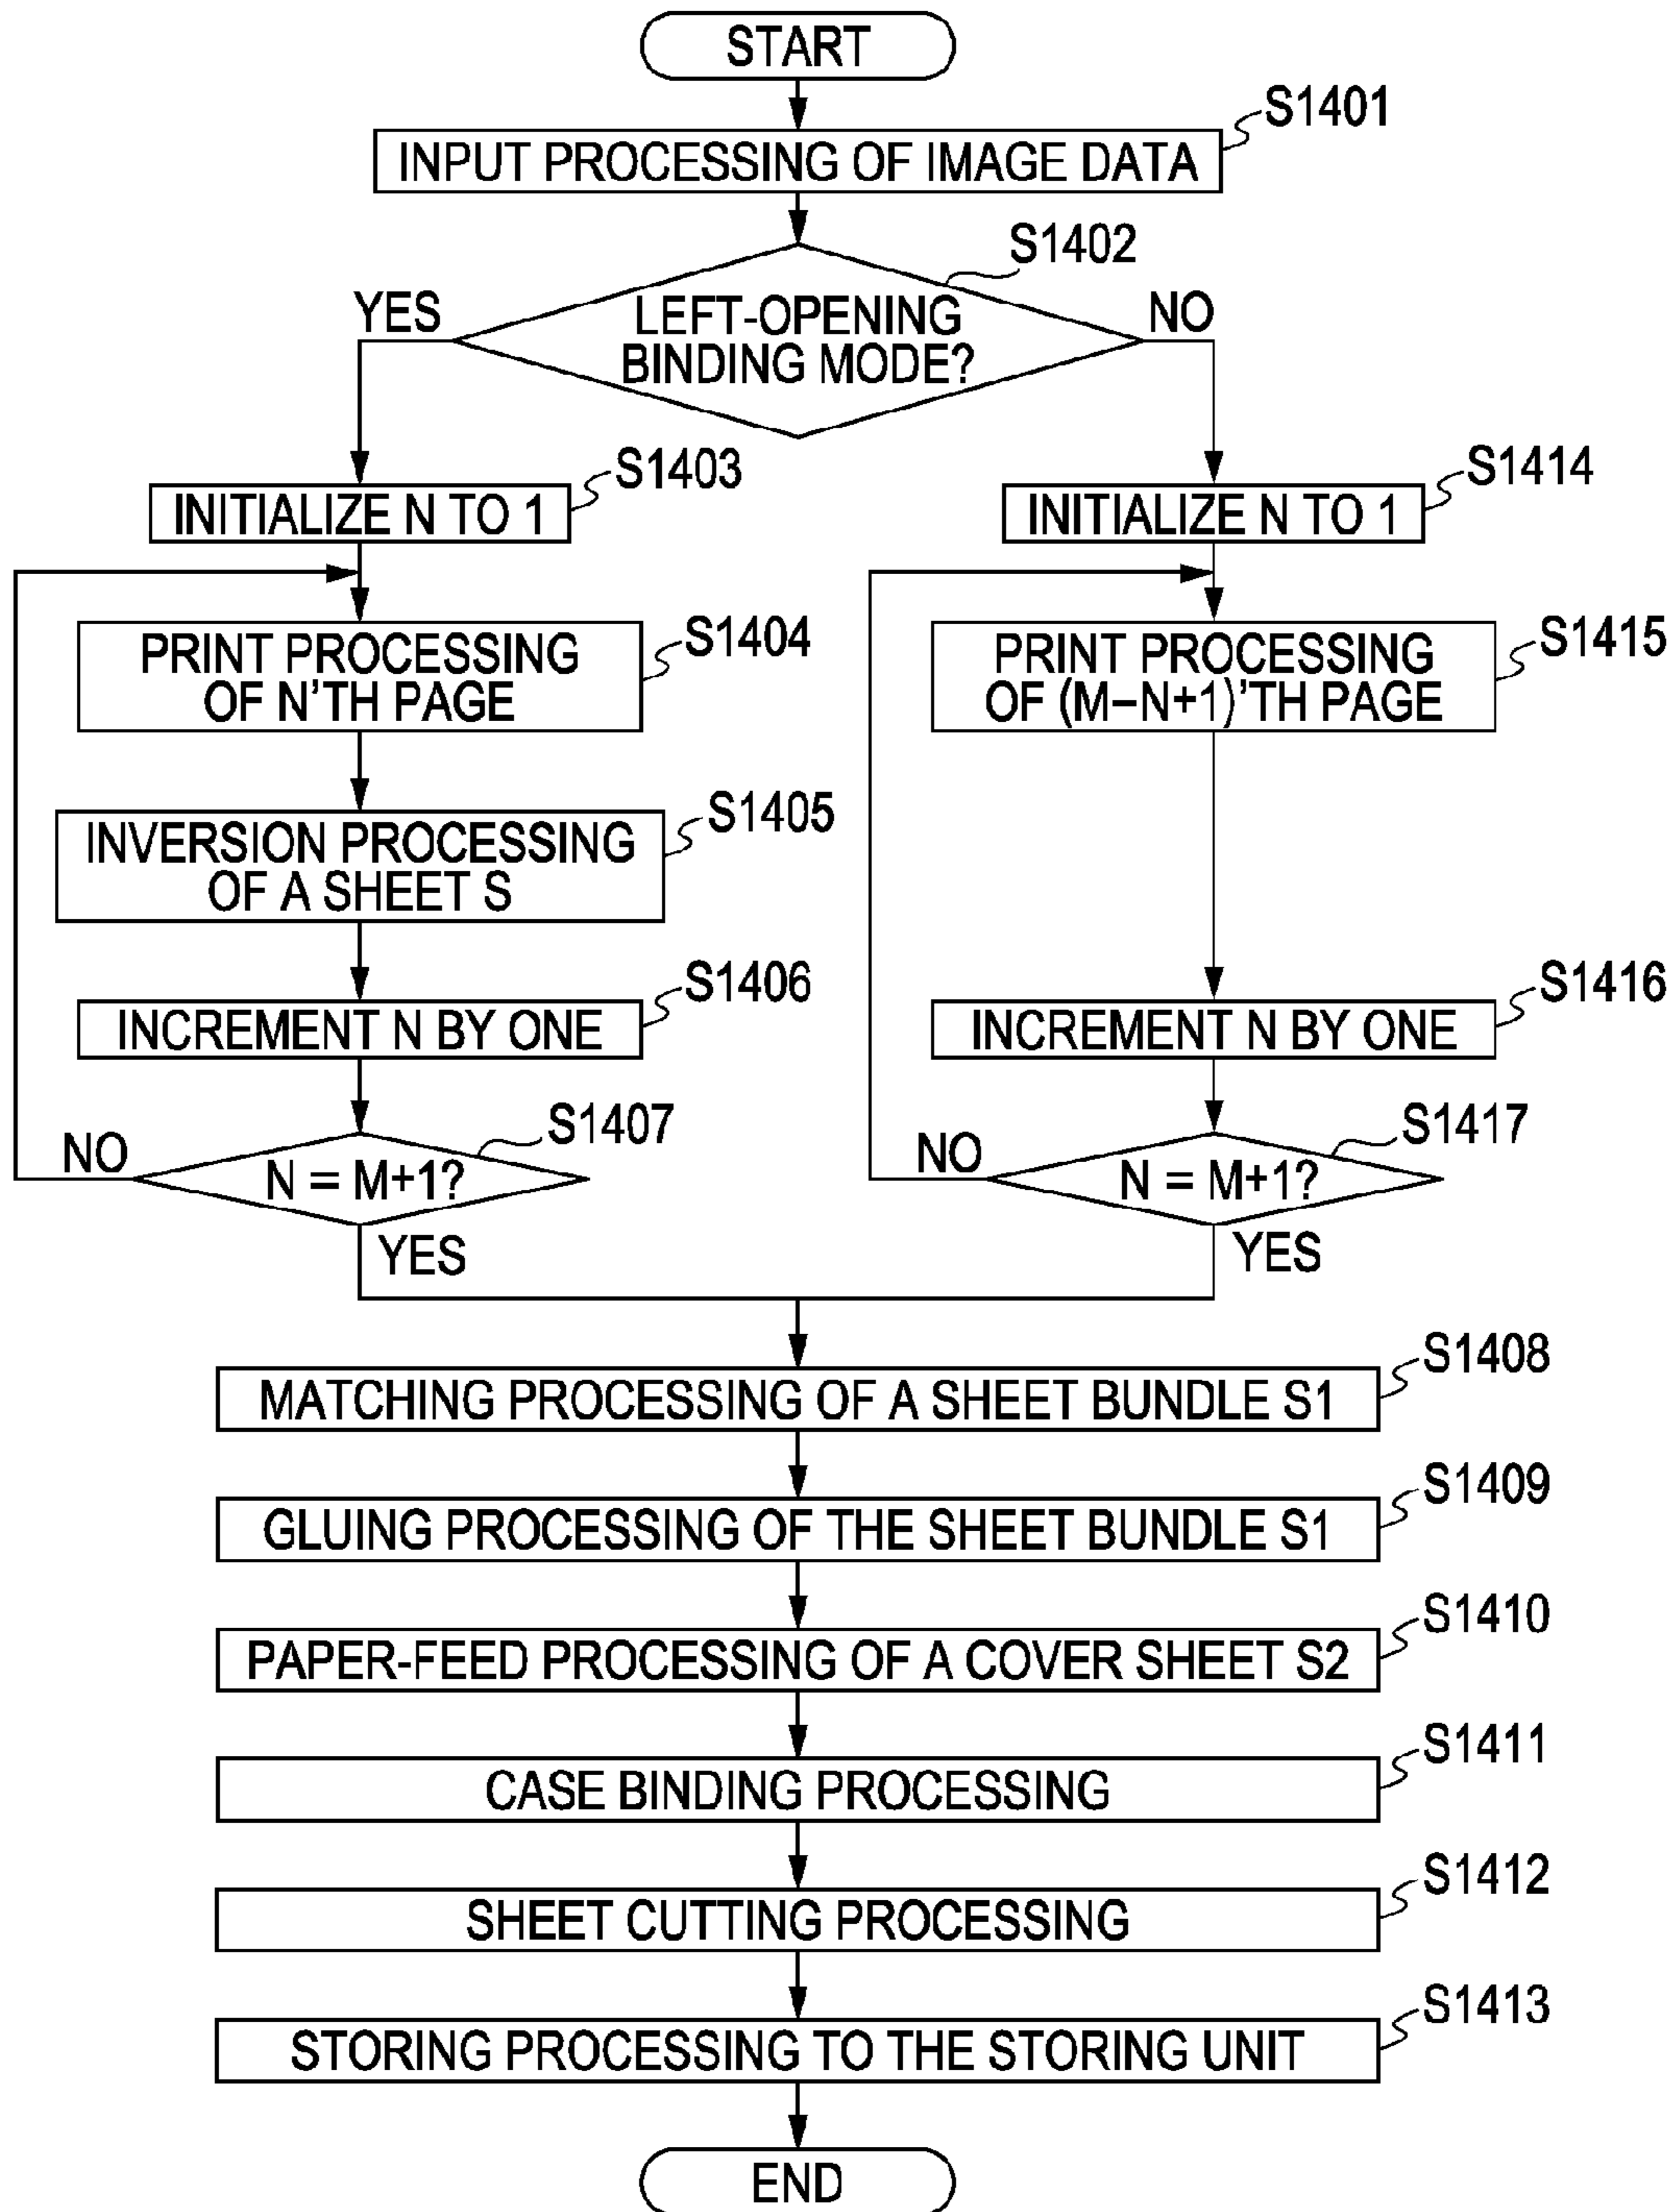 START
S1401
INPUT PROCESSING OF IMAGE DATA
S1402
YES
LEFT-OPENING
BINDING MODE?
NO
S1403
INITIALIZE N TO 1
S1404
PRINT PROCESSING
OF N’TH PAGE
S1405
INVERSION PROCESSING
OF A SHEET S
S1406
INCREMENT N BY ONE
S1407
NO
N = M+1?
YES
S1414
INITIALIZE N TO 1
S1415
PRINT PROCESSING
OF (M−N+1)’TH PAGE
S1416
INCREMENT N BY ONE
S1417
NO
N = M+1?
YES
S1408
MATCHING PROCESSING OF A SHEET BUNDLE S1
S1409
GLUING PROCESSING OF THE SHEET BUNDLE S1
S1410
PAPER-FEED PROCESSING OF A COVER SHEET S2
S1411
CASE BINDING PROCESSING
S1412
SHEET CUTTING PROCESSING
S1413
STORING PROCESSING TO THE STORING UNIT
END